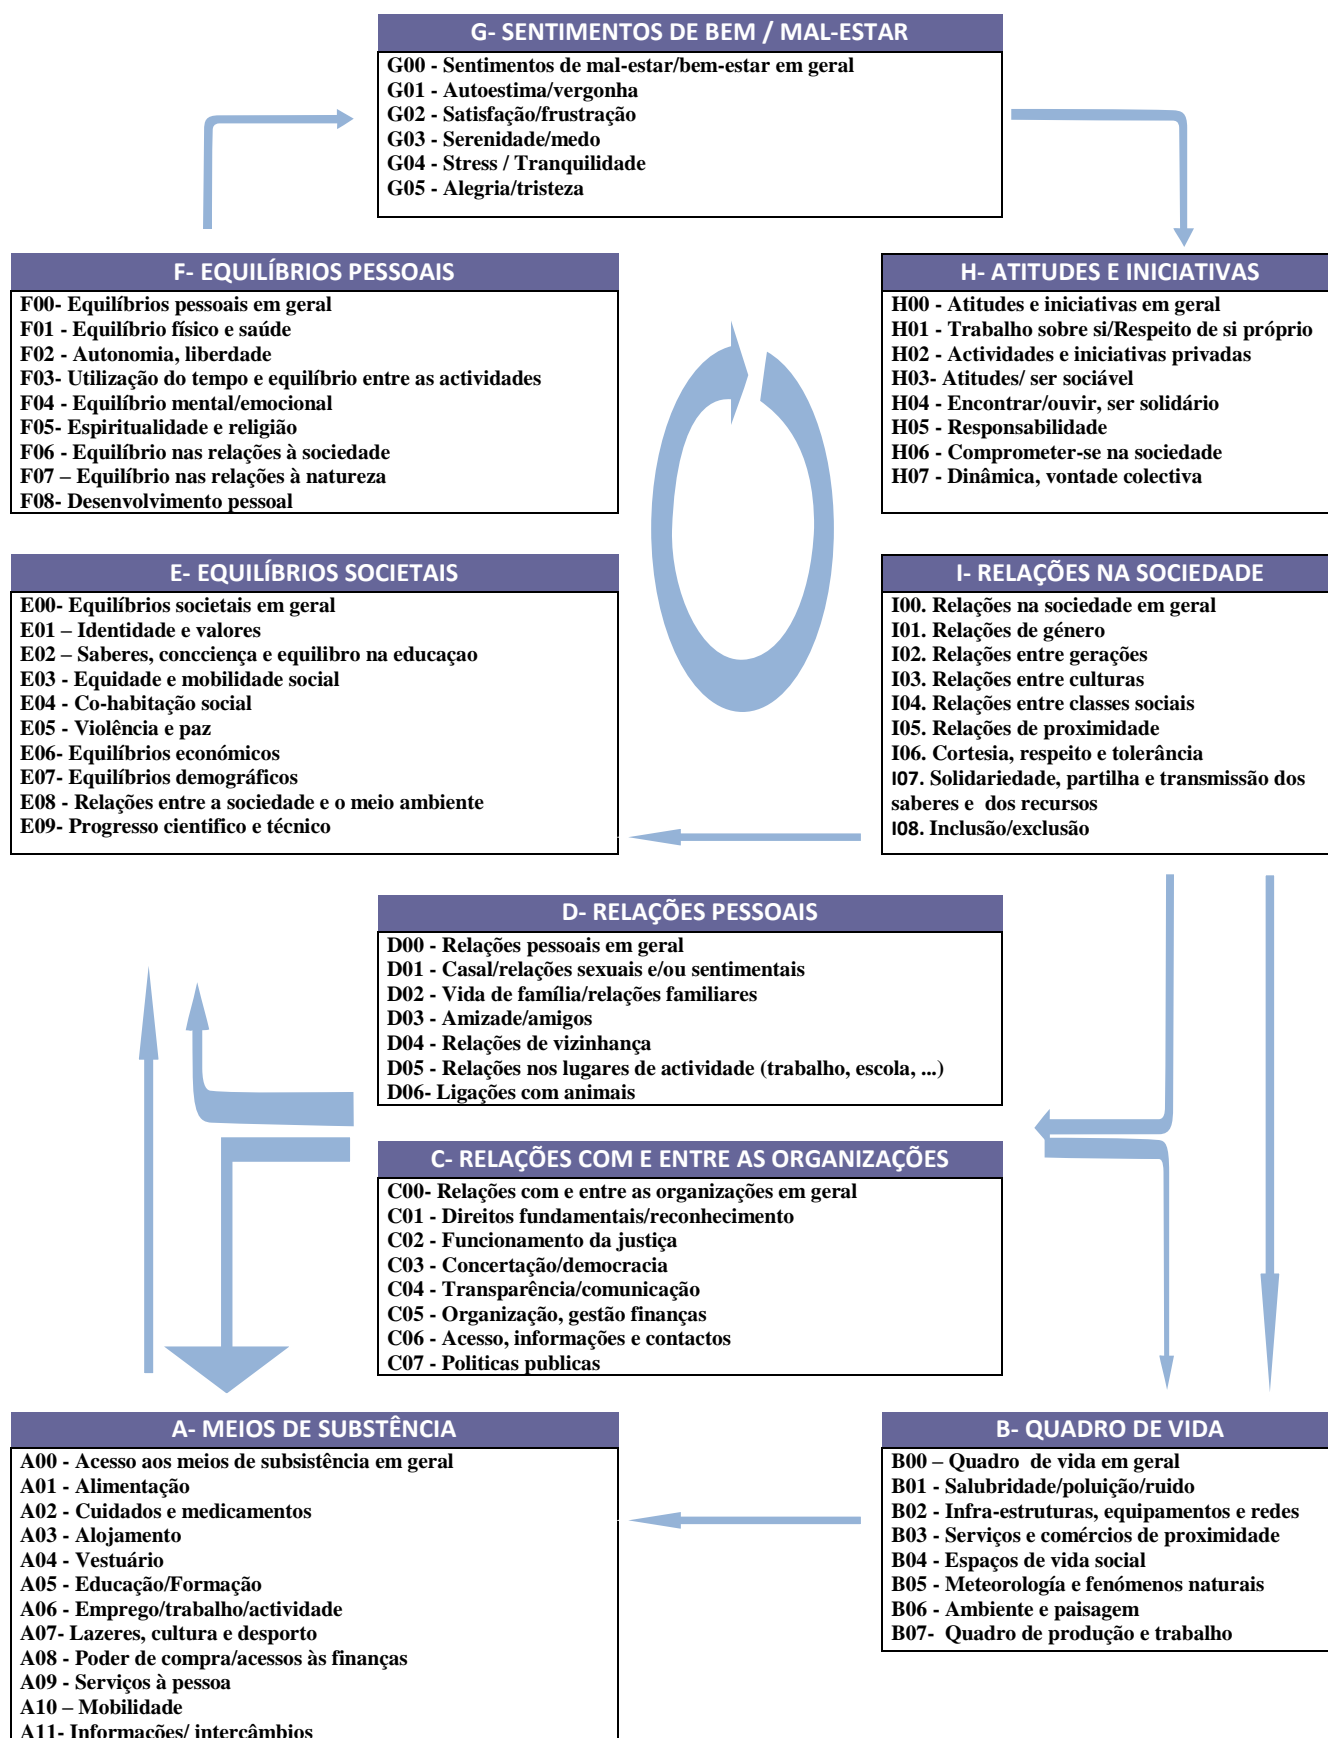 G- SENTIMENTOS DE BEM / MAL-ESTAR
G00 - Sentimentos de mal-estar/bem-estar em geral
G01 - Autoestima/vergonha
G02 - Satisfação/frustração
G03 - Serenidade/medo
G04 - Stress / Tranquilidade
G05 - Alegria/tristeza
F- EQUILÍBRIOS PESSOAIS
F00- Equilíbrios pessoais em geral
F01 - Equilíbrio físico e saúde
F02 - Autonomia, liberdade
F03- Utilização do tempo e equilíbrio entre as actividades
F04 - Equilíbrio mental/emocional
F05- Espiritualidade e religião
F06 - Equilíbrio nas relações à sociedade
F07 – Equilíbrio nas relações à natureza
F08- Desenvolvimento pessoal
H- ATITUDES E INICIATIVAS
H00 - Atitudes e iniciativas em geral
H01 - Trabalho sobre si/Respeito de si próprio
H02 - Actividades e iniciativas privadas
H03- Atitudes/ ser sociável
H04 - Encontrar/ouvir, ser solidário
H05 - Responsabilidade
H06 - Comprometer-se na sociedade
H07 - Dinâmica, vontade colectiva
E- EQUILÍBRIOS SOCIETAIS
E00- Equilíbrios societais em geral
E01 – Identidade e valores
E02 – Saberes, concciença e equilibro na educaçao
E03 - Equidade e mobilidade social
E04 - Co-habitação social
E05 - Violência e paz
E06- Equilíbrios económicos
E07- Equilíbrios demográficos
E08 - Relações entre a sociedade e o meio ambiente
E09- Progresso cientifico e técnico
I- RELAÇÕES NA SOCIEDADE
I00. Relações na sociedade em geral
I01. Relações de género
I02. Relações entre gerações
I03. Relações entre culturas
I04. Relações entre classes sociais
I05. Relações de proximidade
I06. Cortesia, respeito e tolerância
I07. Solidariedade, partilha e transmissão dos
saberes e dos recursos
I08. Inclusão/exclusão
D- RELAÇÕES PESSOAIS
D00 - Relações pessoais em geral
D01 - Casal/relações sexuais e/ou sentimentais
D02 - Vida de família/relações familiares
D03 - Amizade/amigos
D04 - Relações de vizinhança
D05 - Relações nos lugares de actividade (trabalho, escola, ...)
D06- Ligações com animais
C- RELAÇÕES COM E ENTRE AS ORGANIZAÇÕES
C00- Relações com e entre as organizações em geral
C01 - Direitos fundamentais/reconhecimento
C02 - Funcionamento da justiça
C03 - Concertação/democracia
C04 - Transparência/comunicação
C05 - Organização, gestão finanças
C06 - Acesso, informações e contactos
C07 - Politicas publicas
A- MEIOS DE SUBSTÊNCIA
A00 - Acesso aos meios de subsistência em geral
A01 - Alimentação
A02 - Cuidados e medicamentos
A03 - Alojamento
A04 - Vestuário
A05 - Educação/Formação
A06 - Emprego/trabalho/actividade
A07- Lazeres, cultura e desporto
A08 - Poder de compra/acessos às finanças
A09 - Serviços à pessoa
A10 – Mobilidade
A11- Informações/ intercâmbios
B- QUADRO DE VIDA
B00 – Quadro de vida em geral
B01 - Salubridade/poluição/ruido
B02 - Infra-estruturas, equipamentos e redes
B03 - Serviços e comércios de proximidade
B04 - Espaços de vida social
B05 - Meteorología e fenómenos naturais
B06 - Ambiente e paisagem
B07- Quadro de produção e trabalho